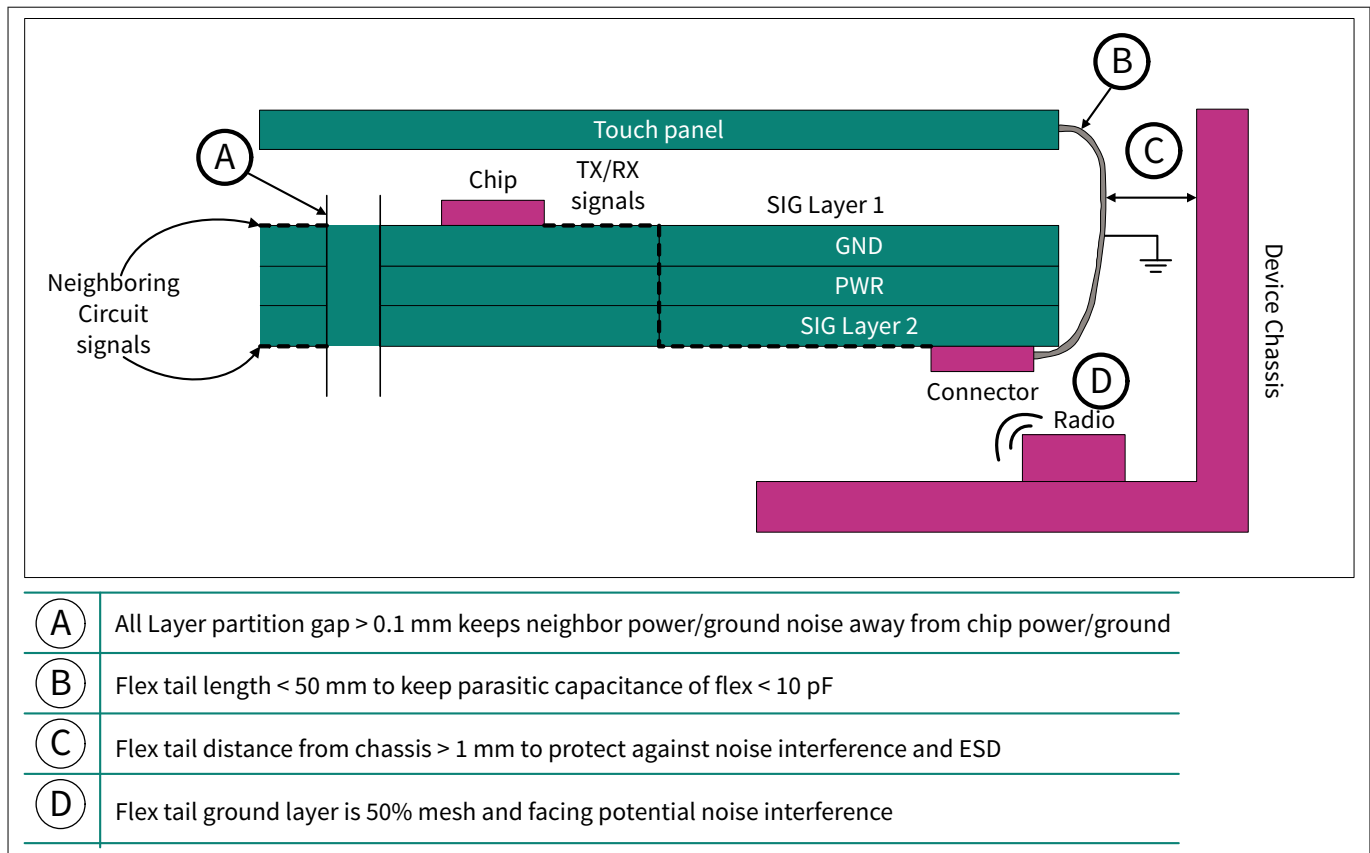 B
Touch panel
A
C
Chip
TX/RX
signals
SIG Layer 1
GND
Neighboring
Circuit
signals
PWR
SIG Layer 2
Device Chassis
D
Connector
Radio
A All Layer partition gap > 0.1 mm keeps neighbor power/ground noise away from chip power/ground
B Flex tail length < 50 mm to keep parasitic capacitance of flex < 10 pF
C Flex tail distance from chassis > 1 mm to protect against noise interference and ESD
D Flex tail ground layer is 50% mesh and facing potential noise interference